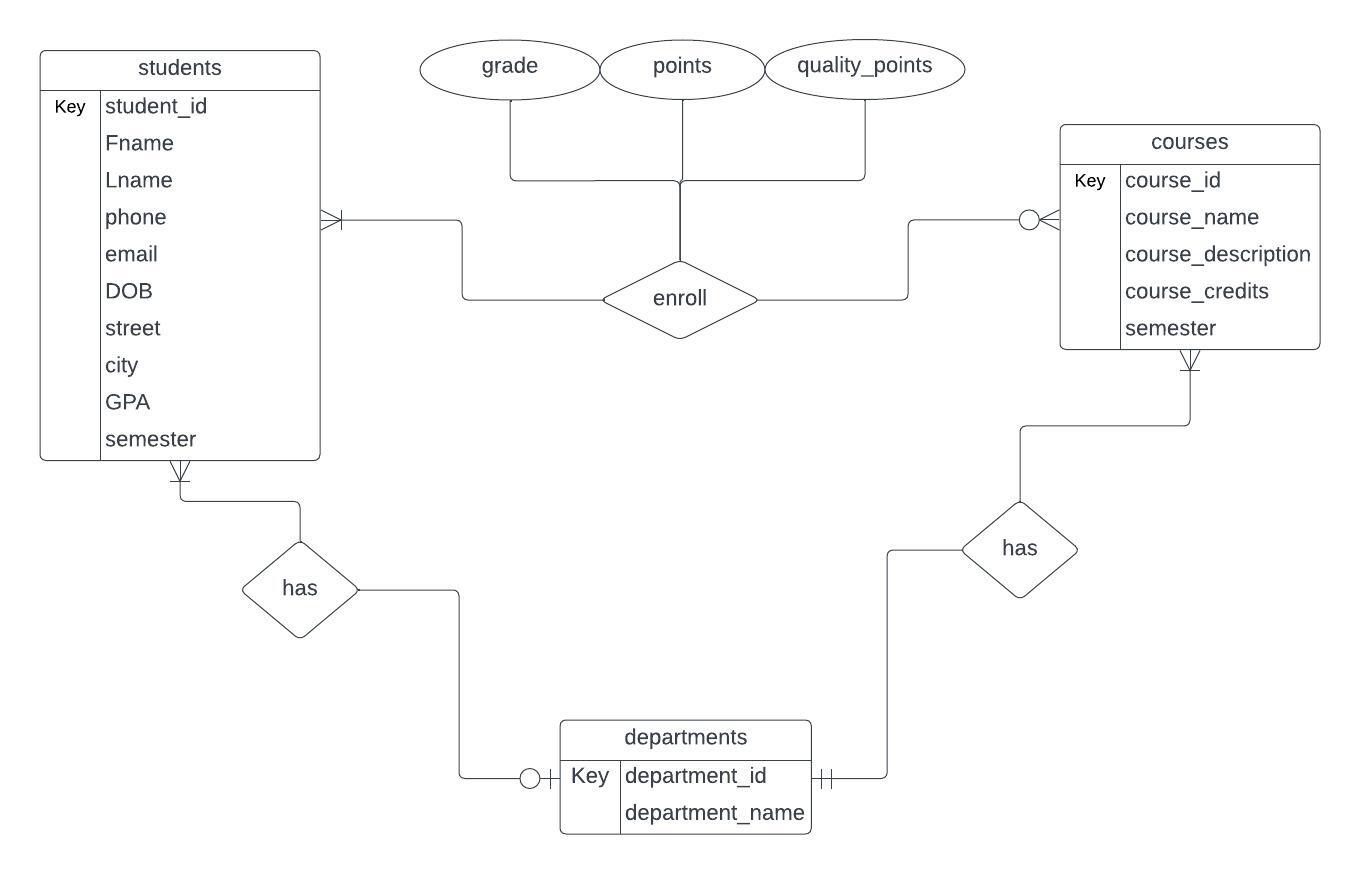 students
Key student_id
Fname
Lname
phone
email
DOB
street
city
GPA
semester
grade
points
quality_points
enroll
courses
Key course_id
course_name
course_description
course_credits
semester
has
has
departments
Key department_id
department_name